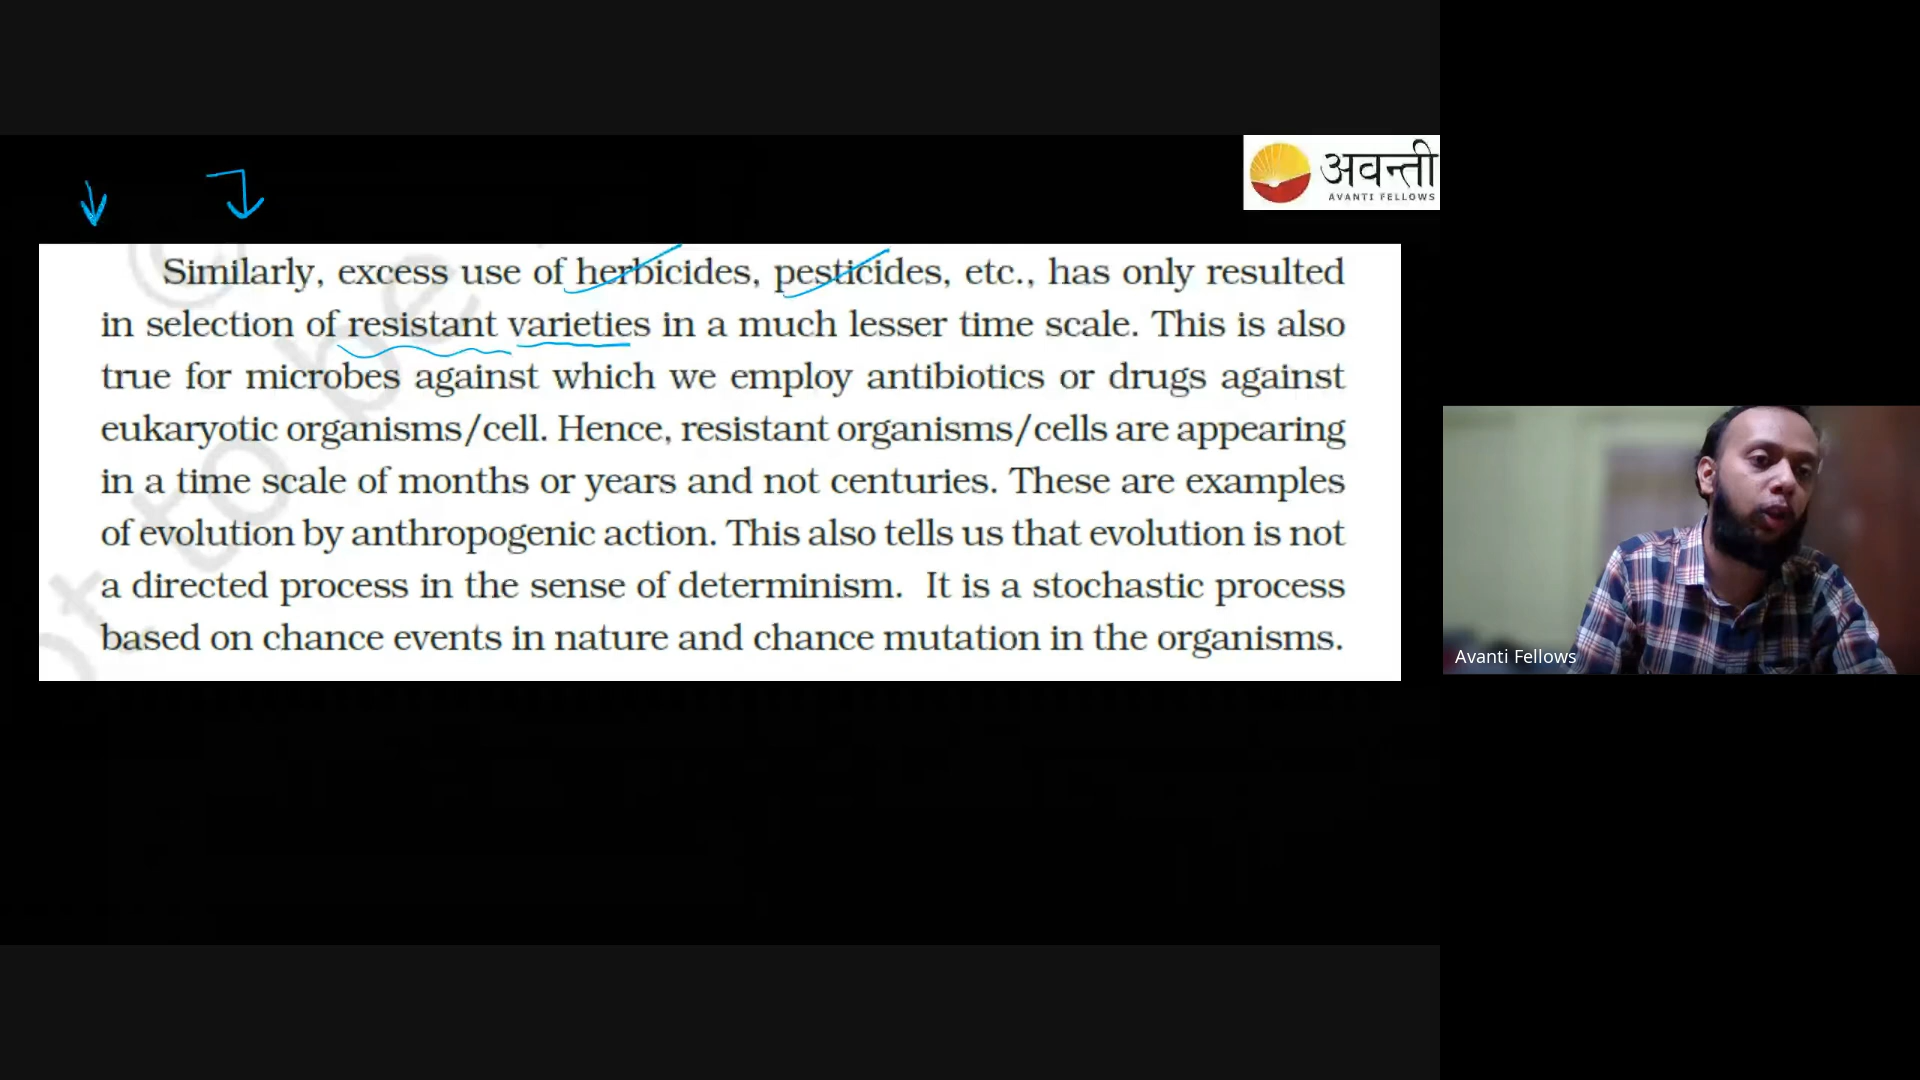 अवन्ती
AVANTI FELLOWS
Similarly, excess use of herbicides, pesticides, etc., has only resulted
in selection of resistant varieties in a much lesser time scale. This is also
true for microbes against which we employ antibiotics or drugs against
eukaryotic organisms/cell. Hence, resistant organisms/cells are appearing
in a time scale of months or years and not centuries. These are examples
of evolution by anthropogenic action. This also tells us that evolution is not
a directed process in the sense of determinism. It is a stochastic process
based on chance events in nature and chance mutation in the organisms.
©
not to be
Avanti Fellows